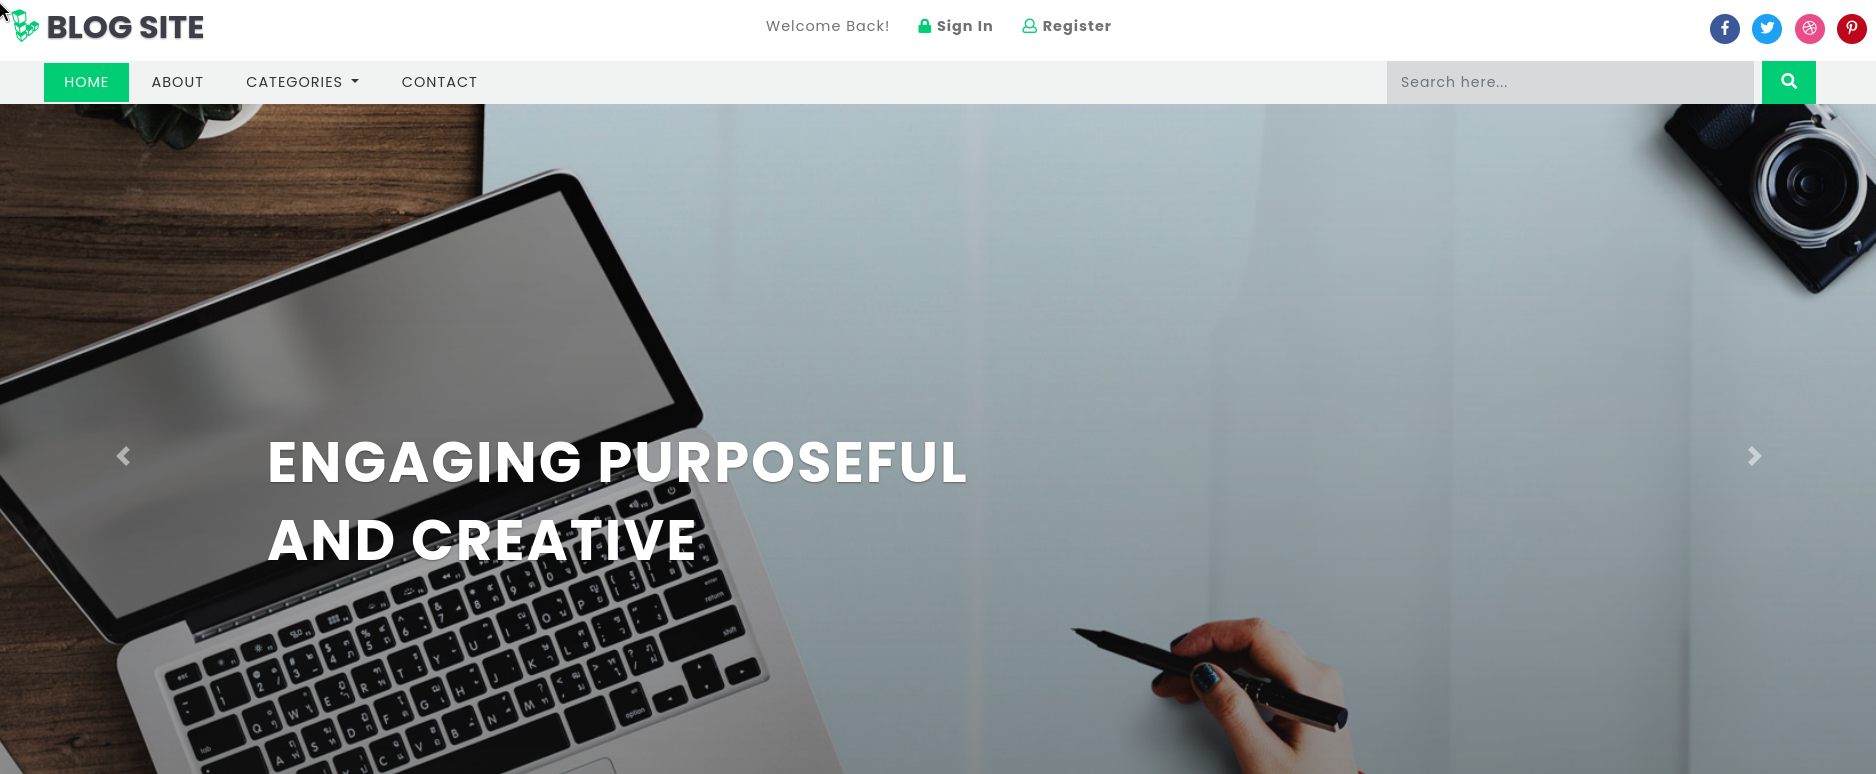 BLOG SITE
Welcome Back! Sign In Register
HOME ABOUT CATEGORIES CONTACT
Search here...
ENGAGING PURPOSEFUL
AND CREATIVE